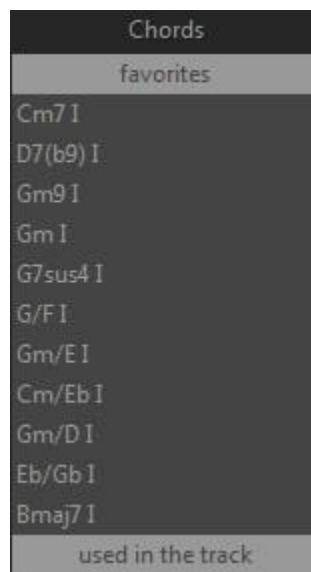 Chords
favorites
Cm7 I
D7(b9) I
Gm9 I
Gm I
G7sus4 I
G/F I
Gm/E I
Cm/Eb I
Gm/D I
Eb/Gb I
Bmaj7 I
used in the track